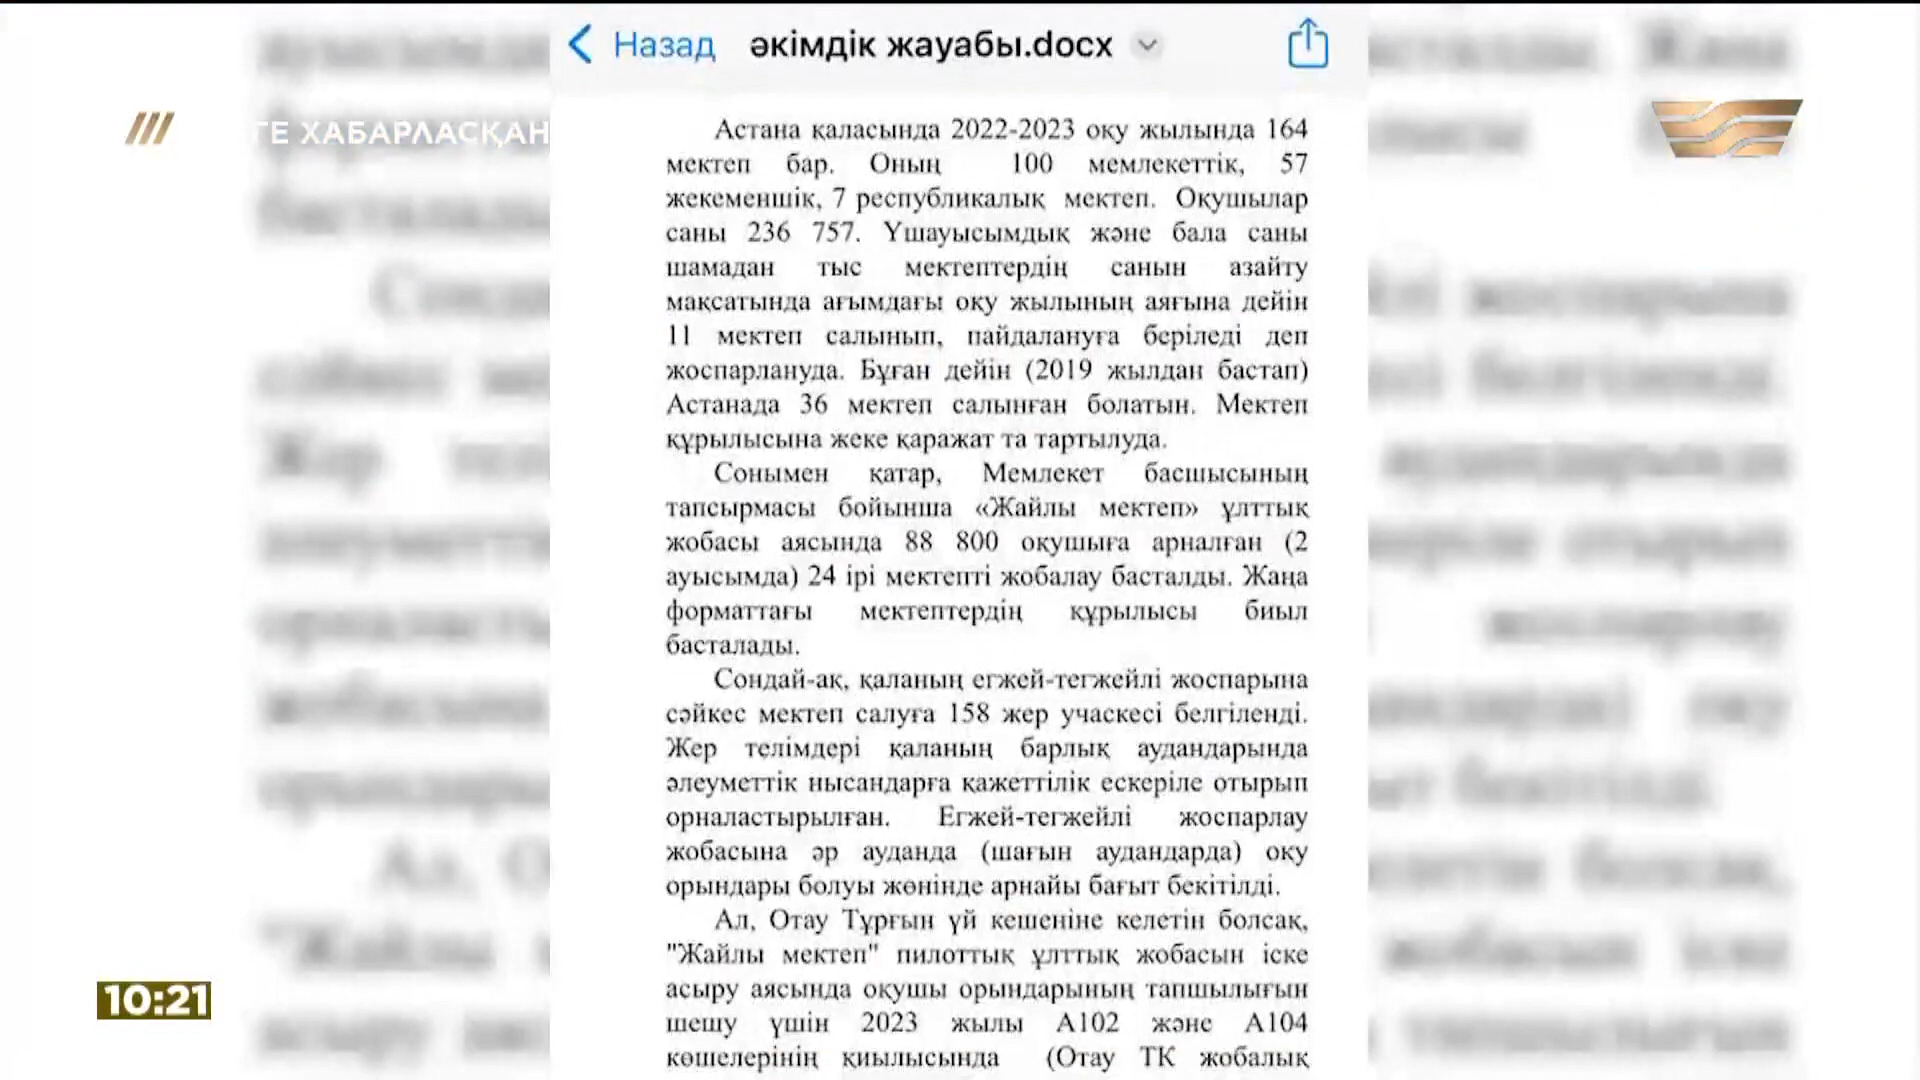 Назад
әкімдік жауабы.docx
ТЕ ХАБАРЛАСҚАН
Астана қаласында 2022-2023 оқу жылында 164
мектеп бар. Оның 100 мемлекеттік, 57
жекеменшік, 7 республикалық мектеп. Оқушылар
саны 236 757. Үшауысымдық және бала саны
шамадан тыс мектептердің санын азайту
мақсатында ағымдағы оқу жылының аяғына дейін
11 мектеп салынып, пайдалануға беріледі деп
жоспарлануда. Бұған дейін (2019 жылдан бастап)
Астанада 36 мектеп салынған болатын. Мектеп
құрылысына жеке қаражат та тартылуда.
Сонымен қатар, Мемлекет басшысының
тапсырмасы бойынша «Жайлы мектеп» ұлттық
жобасы аясында 88 800 оқушыға арналған (2
ауысымда) 24 ірі мектепті жобалау басталды. Жаңа
форматтағы мектептердің құрылысы биыл
басталады.
Сондай-ақ, қаланың егжей-тегжейлі жоспарына
сәйкес мектеп салуға 158 жер учаскесі белгіленді.
Жер телімдері қаланың барлық аудандарында
әлеуметтік нысандарға қажеттілік ескеріле отырып
орналастырылған. Егжей-тегжейлі жоспарлау
жобасына әр ауданда (шағын аудандарда) оқу
орындары болуы жөнінде арнайы бағыт бекітілді.
Ал, Отау Тұрғын үй кешеніне келетін болсақ,
"Жайлы мектеп" пилоттық ұлттық жобасын іске
асыру аясында оқушы орындарының тапшылығын
шешу үшін 2023 жылы А102 және А104
көшелерінің қиылысында (Отау ТК жобалық
10:21